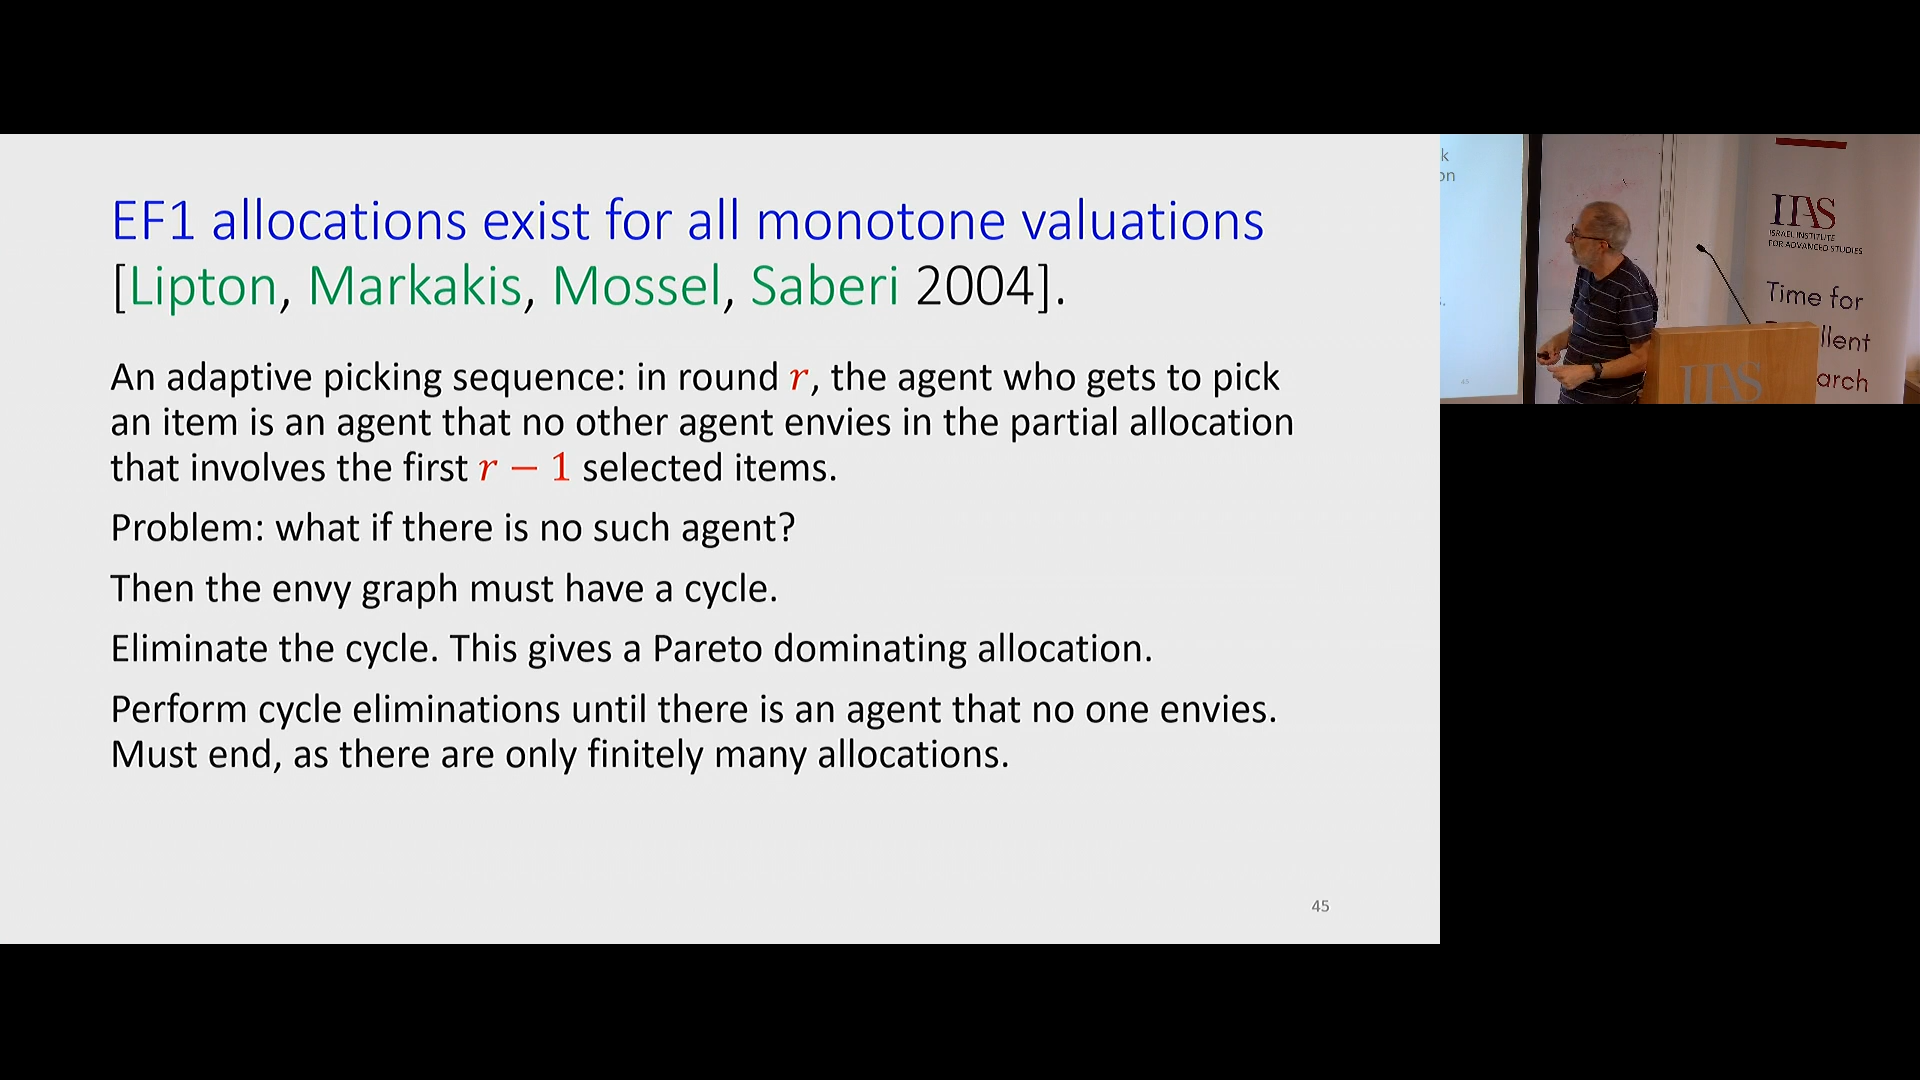 EF1 allocations exist for all monotone valuations
[Lipton, Markakis, Mossel, Saberi 2004].
An adaptive picking sequence: in round r, the agent who gets to pick
an item is an agent that no other agent envies in the partial allocation
that involves the first r − 1 selected items.
Problem: what if there is no such agent?
Then the envy graph must have a cycle.
Eliminate the cycle. This gives a Pareto dominating allocation.
Perform cycle eliminations until there is an agent that no one envies.
Must end, as there are only finitely many allocations.
45
k
on
45
IIAS
ISRAEL INSTITUTE
FOR ADVANCED STUDIES
Time for
llent
arch
IIAS